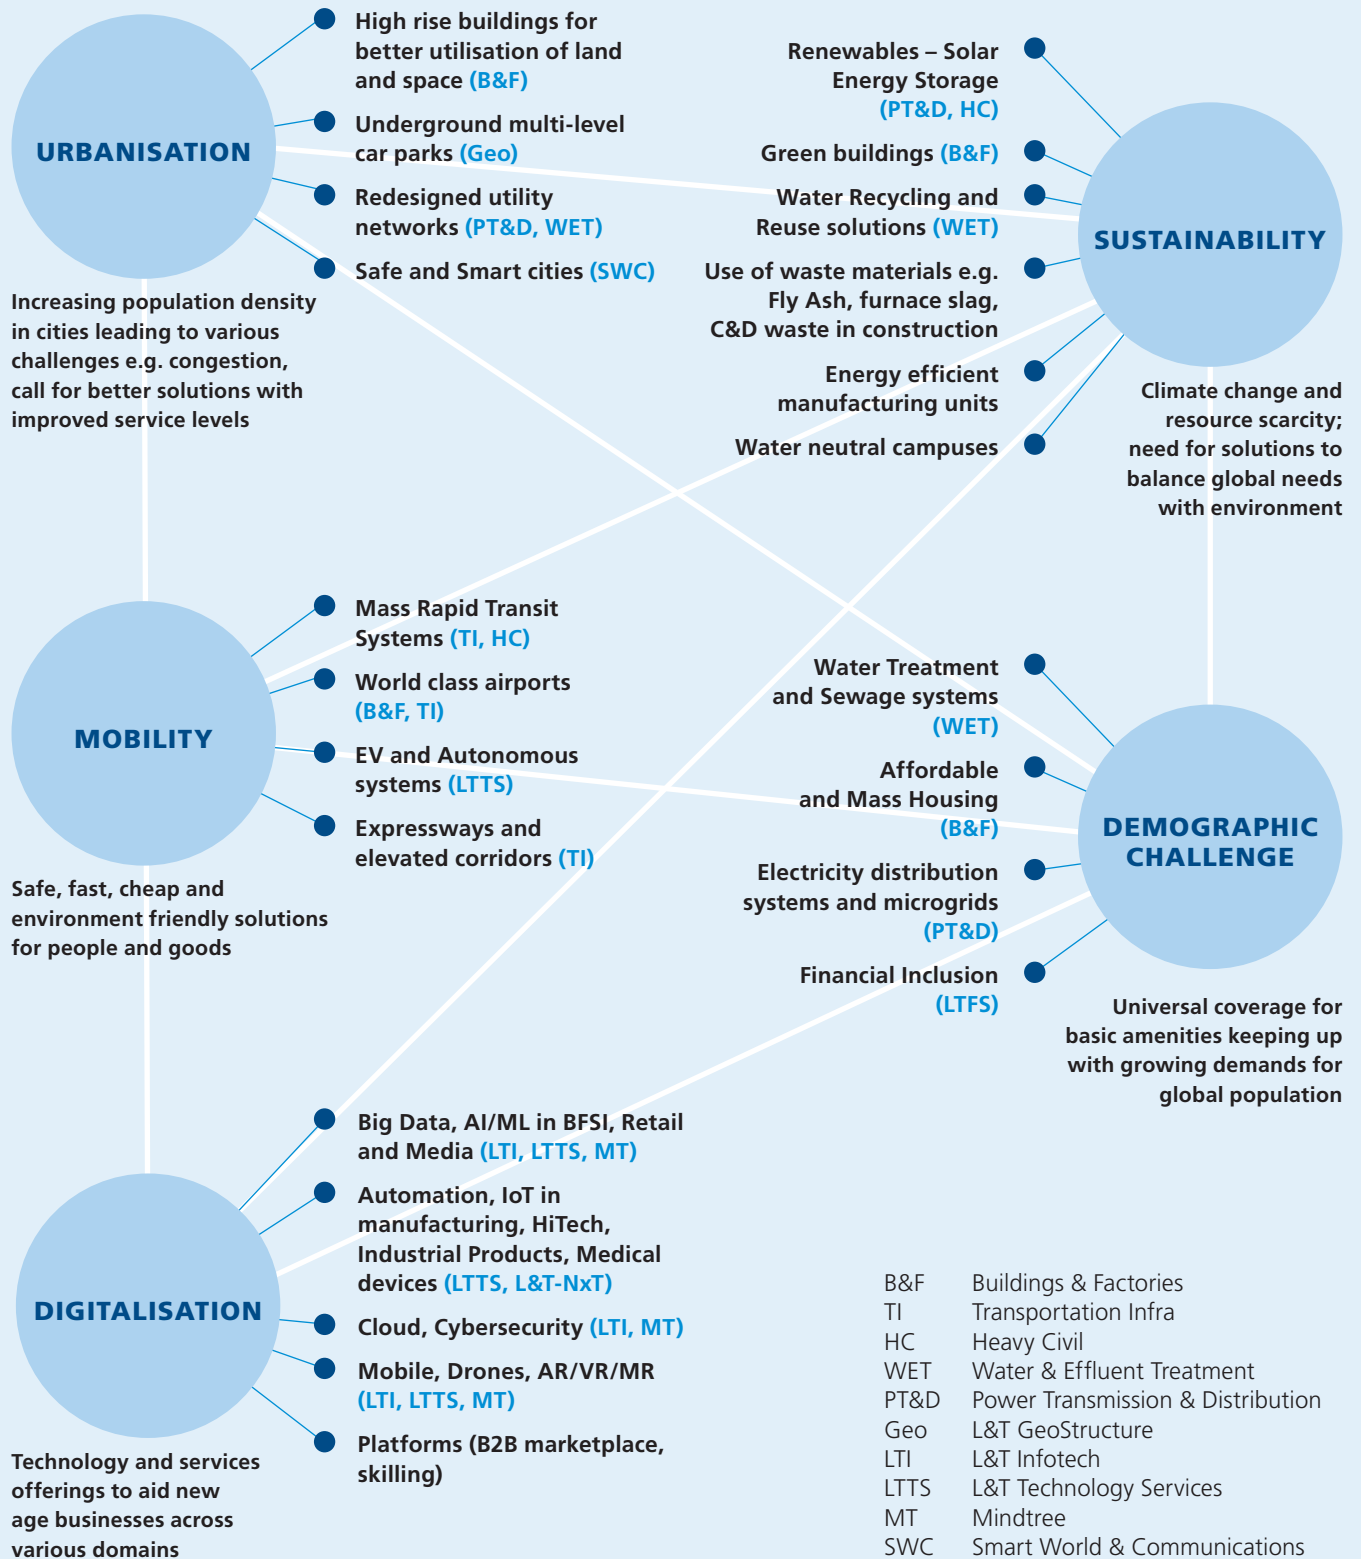 URBANISATION
High rise buildings for
better utilisation of land
and space (B&F)
Underground multi-level
car parks (Geo)
Redesigned utility
networks (PT&D, WET)
Safe and Smart cities (SWC)
Increasing population density
in cities leading to various
challenges e.g. congestion,
call for better solutions with
improved service levels
Renewables – Solar
Energy Storage
(PT&D, HC)
Green buildings (B&F)
Water Recycling and
Reuse solutions (WET)
Use of waste materials e.g.
Fly Ash, furnace slag,
C&D waste in construction
Energy efficient
manufacturing units
Water neutral campuses
SUSTAINABILITY
Climate change and
resource scarcity;
need for solutions to
balance global needs
with environment
MOBILITY
Mass Rapid Transit
Systems (TI, HC)
World class airports
(B&F, TI)
EV and Autonomous
systems (LTTS)
Expressways and
elevated corridors (TI)
Safe, fast, cheap and
environment friendly solutions
for people and goods
Water Treatment
and Sewage systems
(WET)
Affordable
and Mass Housing
(B&F)
Electricity distribution
systems and microgrids
(PT&D)
Financial Inclusion
(LTFS)
DEMOGRAPHIC
CHALLENGE
Universal coverage for
basic amenities keeping up
with growing demands for
global population
DIGITALISATION
Big Data, AI/ML in BFSI, Retail
and Media (LTI, LTTS, MT)
Automation, IoT in
manufacturing, HiTech,
Industrial Products, Medical
devices (LTTS, L&T-NxT)
Cloud, Cybersecurity (LTI, MT)
Mobile, Drones, AR/VR/MR
(LTI, LTTS, MT)
Platforms (B2B marketplace,
skilling)
Technology and services
offerings to aid new
age businesses across
various domains
B&F Buildings & Factories
TI Transportation Infra
HC Heavy Civil
WET Water & Effluent Treatment
PT&D Power Transmission & Distribution
Geo L&T GeoStructure
LTI L&T Infotech
LTTS L&T Technology Services
MT Mindtree
SWC Smart World & Communications